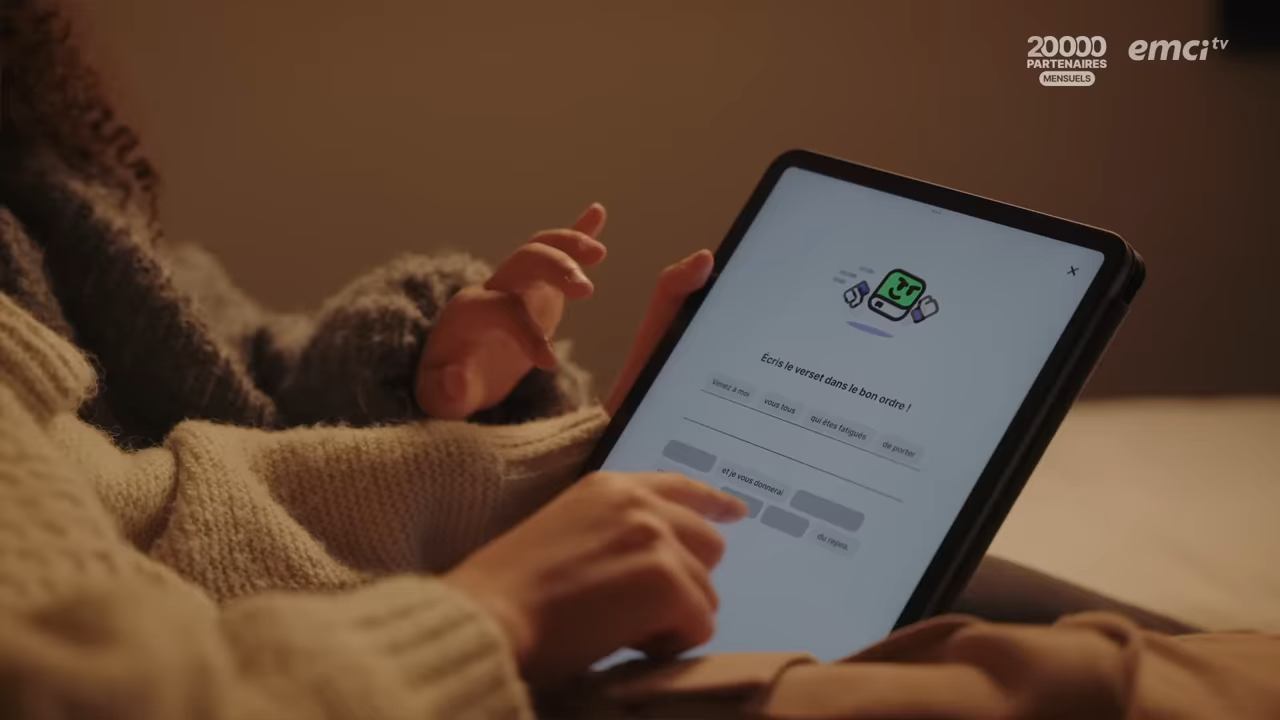 20000
PARTENAIRES
MENSUELS
emci tv
Écris le verset dans le bon ordre !
Venez à moi vous tous qui êtes fatigués de porter
et je vous donnerai
du repos.